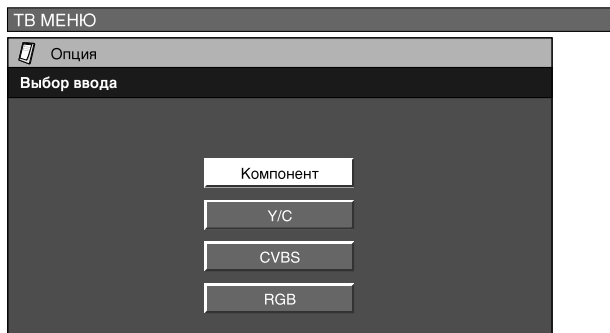 ТВ МЕНЮ
Опция
Выбор ввода
Компонент
Y/C
CVBS
RGB